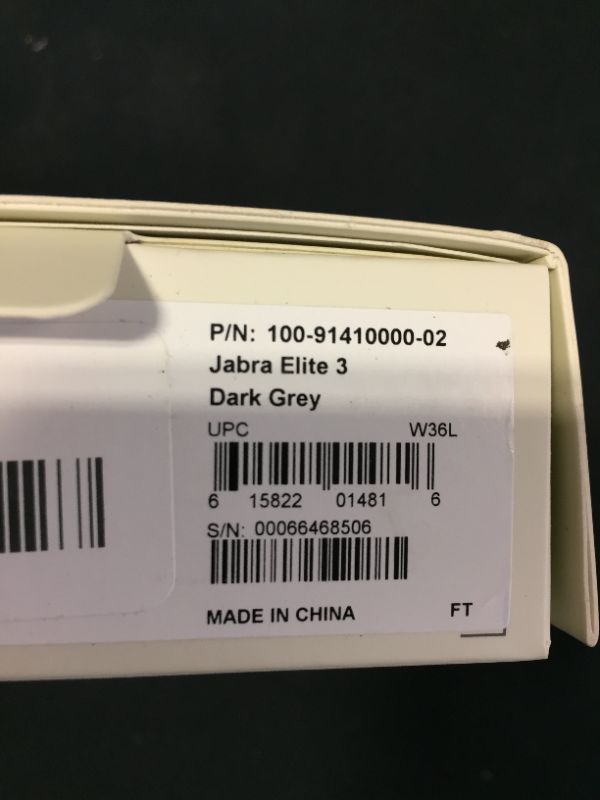 P/N: 100-91410000-02
Jabra Elite 3
Dark Grey
UPC W36L
6 15822 01481 6
S/N: 00066468506
MADE IN CHINA FT